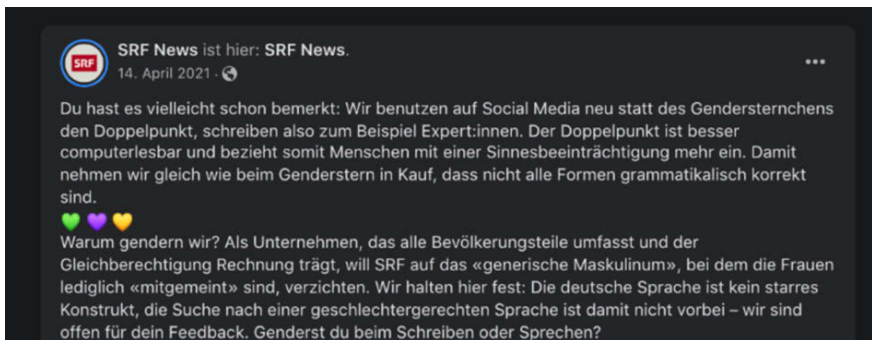 SRF
SRF News ist hier: SRF News.
14. April 2021 ·
Du hast es vielleicht schon bemerkt: Wir benutzen auf Social Media neu statt des Gendersternchens
den Doppelpunkt, schreiben also zum Beispiel Expert:innen. Der Doppelpunkt ist besser
computerlesbar und bezieht somit Menschen mit einer Sinnesbeeinträchtigung mehr ein. Damit
nehmen wir gleich wie beim Genderstern in Kauf, dass nicht alle Formen grammatikalisch korrekt
sind.
💚 💜 💛
Warum gendern wir? Als Unternehmen, das alle Bevölkerungsteile umfasst und der
Gleichberechtigung Rechnung trägt, will SRF auf das «generische Maskulinum», bei dem die Frauen
lediglich «mitgemeint» sind, verzichten. Wir halten hier fest: Die deutsche Sprache ist kein starres
Konstrukt, die Suche nach einer geschlechtergerechten Sprache ist damit nicht vorbei – wir sind
offen für dein Feedback. Genderst du beim Schreiben oder Sprechen?